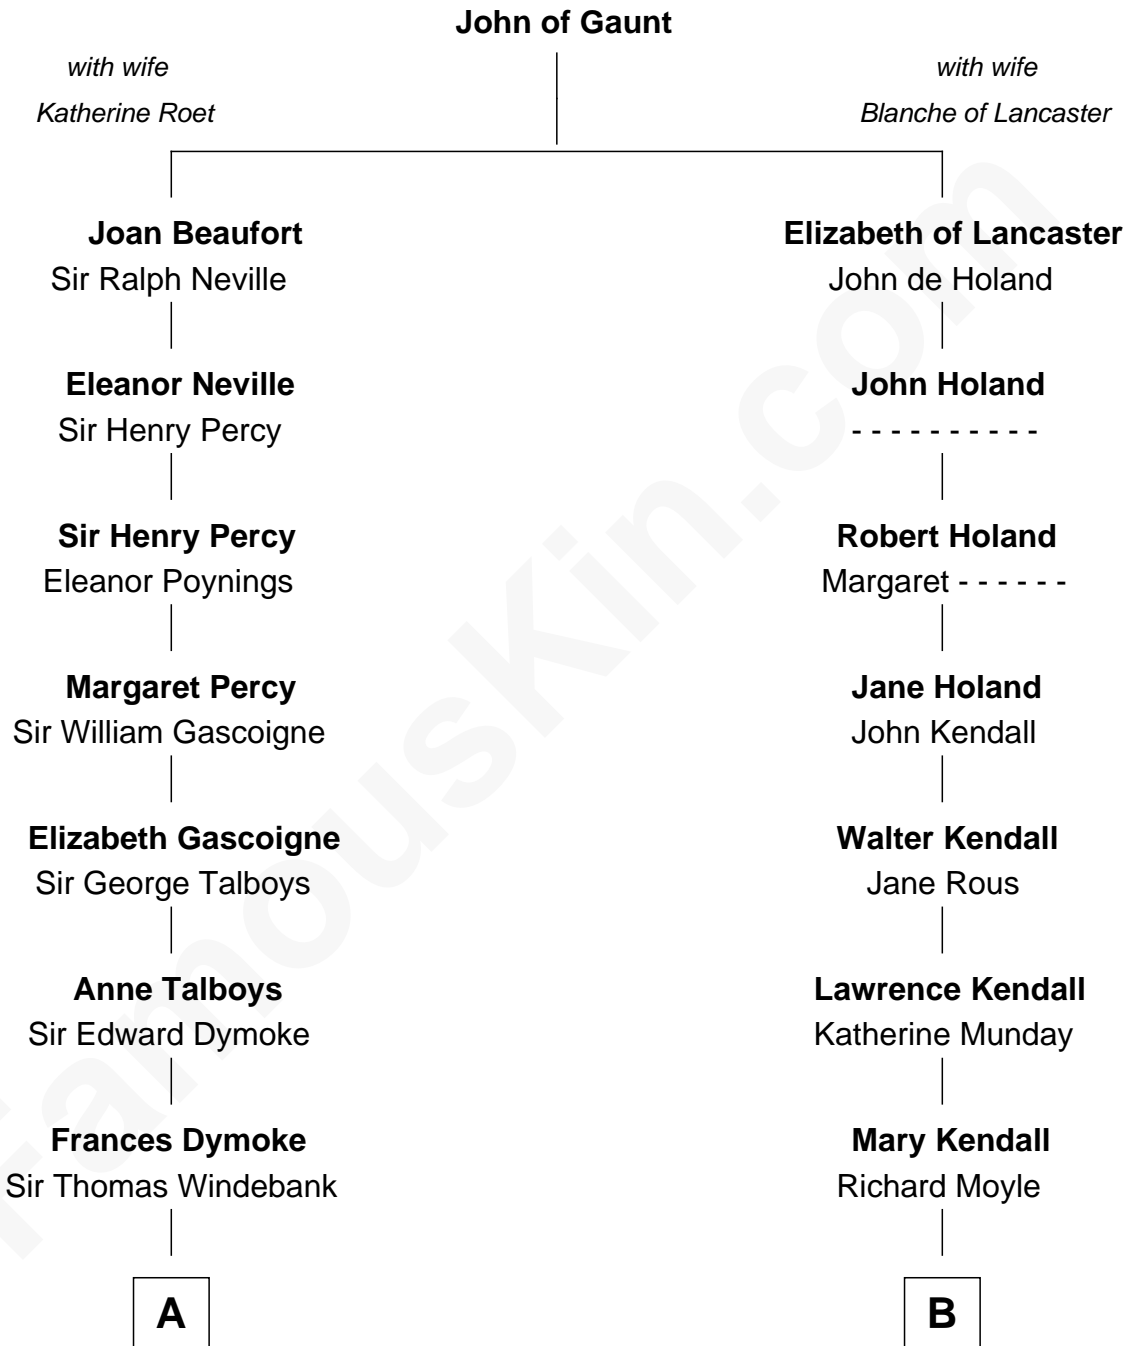 John of Gaunt
with wife
Katherine Roet
with wife
Blanche of Lancaster
Joan Beaufort
Sir Ralph Neville
Elizabeth of Lancaster
John de Holand
Eleanor Neville
Sir Henry Percy
John Holand
- - - - - - - - - -
Sir Henry Percy
Eleanor Poynings
Robert Holand
Margaret - - - - - -
Margaret Percy
Sir William Gascoigne
Jane Holand
John Kendall
Elizabeth Gascoigne
Sir George Talboys
Walter Kendall
Jane Rous
Anne Talboys
Sir Edward Dymoke
Lawrence Kendall
Katherine Munday
Frances Dymoke
Sir Thomas Windebank
Mary Kendall
Richard Moyle
A
B
FamousKin.com